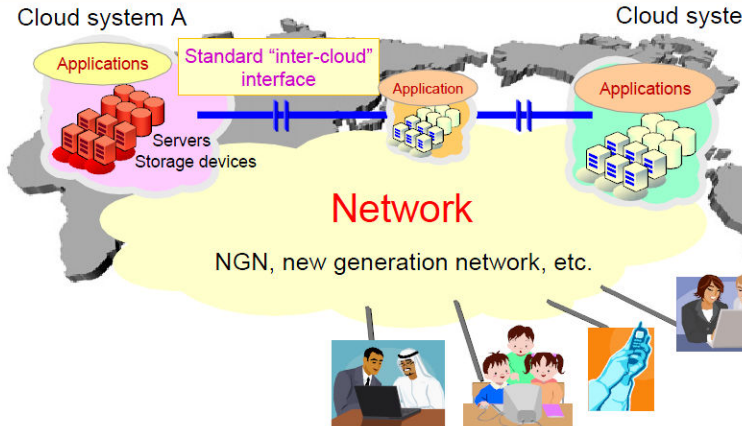 Cloud system A
Cloud syste
Applications
Standard “inter-cloud”
interface
Application
Applications
Servers
Storage devices
Network
NGN, new generation network, etc.